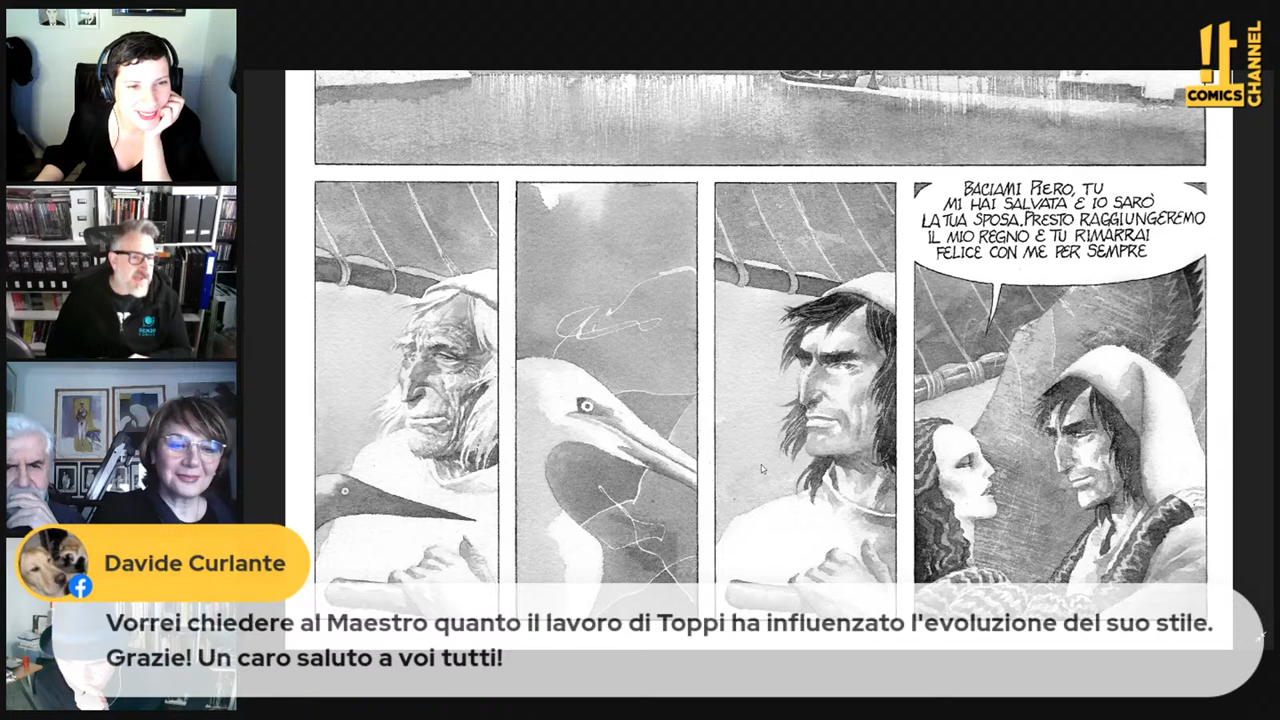 !t
COMICS
CHANNEL
BACIAMI PIERO, TU
MI HAI SALVATA E IO SARÒ
LA TUA SPOSA. PRESTO RAGGIUNGEREMO
IL MIO REGNO E TU RIMARRAI
FELICE CON ME PER SEMPRE
Davide Curlante
Vorrei chiedere al Maestro quanto il lavoro di Toppi ha influenzato l'evoluzione del suo stile.
Grazie! Un caro saluto a voi tutti!